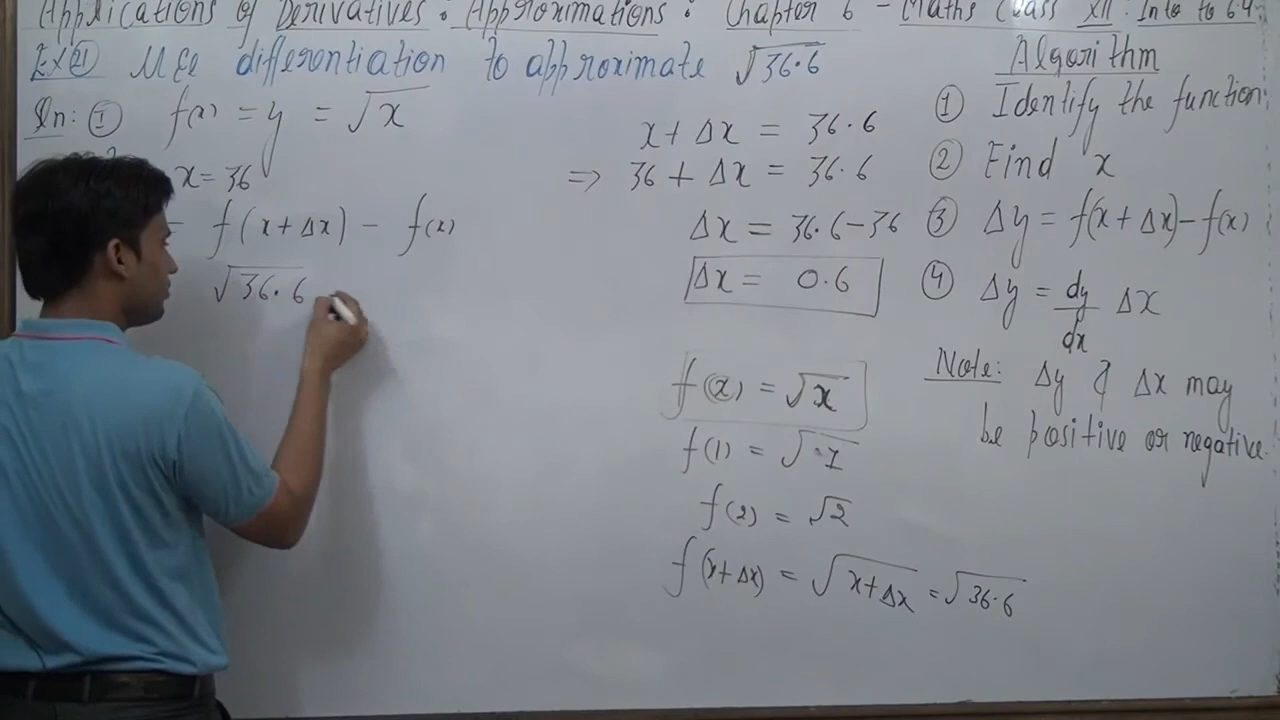 Applications of Derivatives : Approximations : Chapter 6 - Maths Class XII. Intro to 6.4
Ex ① Use differentiation to approximate √36.6
Sn: ① f(x) = y = √x
x = 36
f(x + Δx) - f(x)
√36.6
x + Δx = 36.6
⇒ 36 + Δx = 36.6
Δx = 36.6 - 36
Δx = 0.6
f(x) = √x
f(1) = √1
f(2) = √2
f(x+Δx) = √x+Δx = √36.6
Algorithm
① Identify the function.
② Find x
③ Δy = f(x + Δx) - f(x)
④ Δy = dy/dx Δx
Note: Δy & Δx may
be positive or negative.